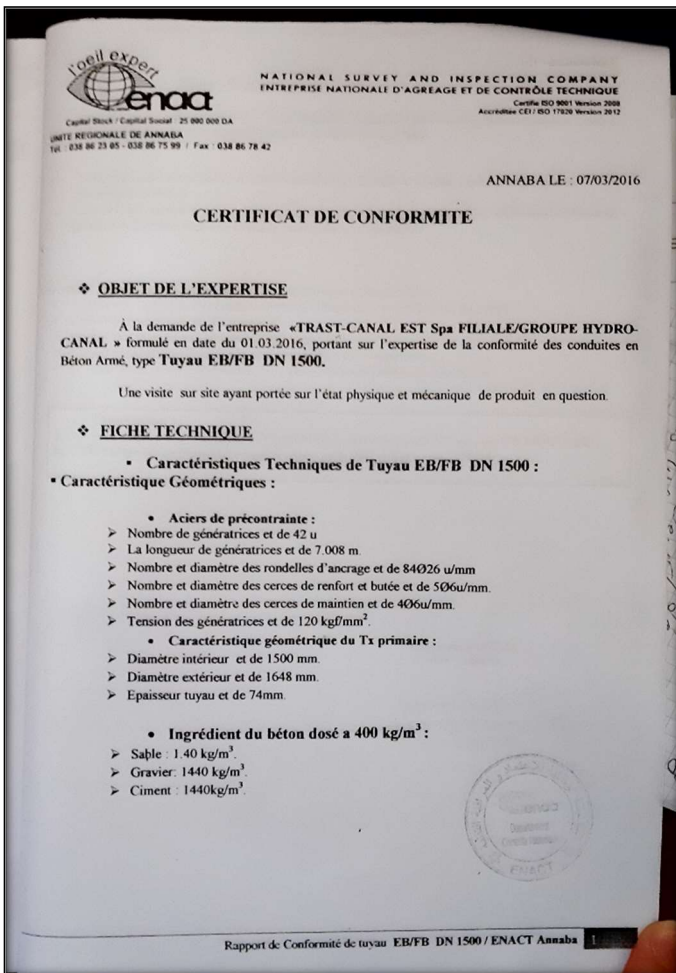 l'oeil expert
enact
NATIONAL SURVEY AND INSPECTION COMPANY
ENTREPRISE NATIONALE D'AGREAGE ET DE CONTRÔLE TECHNIQUE
Certifie ISO 9001 Version 2008
Accréditée CEI / ISO 17020 Version 2012
Capital Stock / Capital Social : 25 000 000 DA
UNITE REGIONALE DE ANNABA
Tél : 038 86 23 05 - 038 86 75 99 / Fax : 038 86 78 42
ANNABA LE : 07/03/2016
CERTIFICAT DE CONFORMITE
❖ OBJET DE L'EXPERTISE
À la demande de l'entreprise «TRAST-CANAL EST Spa FILIALE/GROUPE HYDRO-
CANAL » formulé en date du 01.03.2016, portant sur l'expertise de la conformité des conduites en
Béton Armé, type Tuyau EB/FB DN 1500.
Une visite sur site ayant portée sur l'état physique et mécanique de produit en question.
❖ FICHE TECHNIQUE
▪ Caractéristiques Techniques de Tuyau EB/FB DN 1500 :
▪ Caractéristique Géométriques :
• Aciers de précontrainte :
➢ Nombre de génératrices et de 42 u
➢ La longueur de génératrices et de 7.008 m.
➢ Nombre et diamètre des rondelles d'ancrage et de 84Ø26 u/mm
➢ Nombre et diamètre des cerces de renfort et butée et de 5Ø6u/mm.
➢ Nombre et diamètre des cerces de maintien et de 4Ø6u/mm.
➢ Tension des génératrices et de 120 kgf/mm².
• Caractéristique géométrique du Tx primaire :
➢ Diamètre intérieur et de 1500 mm.
➢ Diamètre extérieur et de 1648 mm.
➢ Epaisseur tuyau et de 74mm.
• Ingrédient du béton dosé a 400 kg/m³ :
➢ Sable : 1.40 kg/m³.
➢ Gravier: 1440 kg/m³.
➢ Ciment : 1440kg/m³.
enact
ENACT
Rapport de Conformité de tuyau EB/FB DN 1500 / ENACT Annaba 1